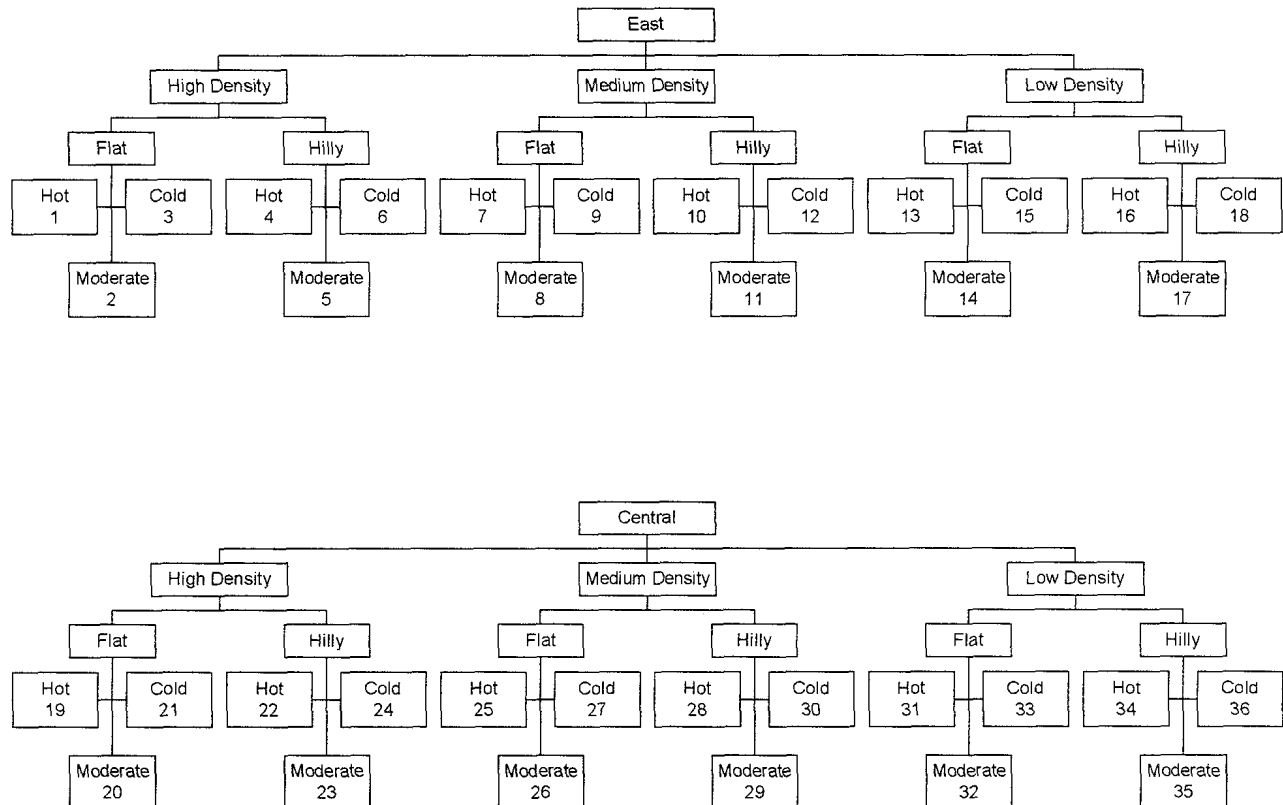 East
High Density
Medium Density
Low Density
Flat
Hilly
Flat
Hilly
Flat
Hilly
Hot
1
Cold
3
Hot
4
Cold
6
Hot
7
Cold
9
Hot
10
Cold
12
Hot
13
Cold
15
Hot
16
Cold
18
Moderate
2
Moderate
5
Moderate
8
Moderate
11
Moderate
14
Moderate
17
Central
High Density
Medium Density
Low Density
Flat
Hilly
Flat
Hilly
Flat
Hilly
Hot
19
Cold
21
Hot
22
Cold
24
Hot
25
Cold
27
Hot
28
Cold
30
Hot
31
Cold
33
Hot
34
Cold
36
Moderate
20
Moderate
23
Moderate
26
Moderate
29
Moderate
32
Moderate
35